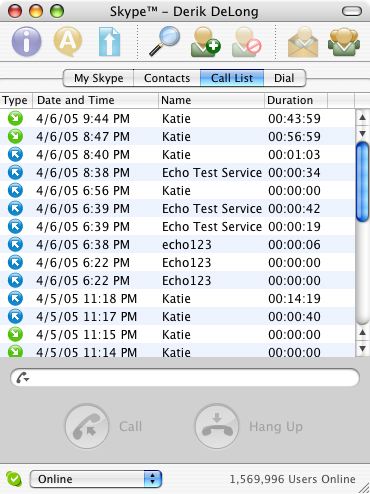 Skype™ – Derik DeLong
My Skype Contacts Call List Dial
Type Date and Time Name Duration
4/6/05 9:44 PM Katie 00:43:59
4/6/05 8:47 PM Katie 00:56:59
4/6/05 8:40 PM Katie 00:01:03
4/6/05 8:38 PM Echo Test Service 00:00:34
4/6/05 6:56 PM Katie 00:00:00
4/6/05 6:39 PM Echo Test Service 00:00:42
4/6/05 6:39 PM Echo Test Service 00:00:19
4/6/05 6:38 PM echo123 00:00:06
4/6/05 6:22 PM Echo123 00:00:00
4/6/05 6:22 PM Echo123 00:00:00
4/5/05 11:18 PM Katie 00:14:19
4/5/05 11:17 PM Katie 00:00:40
4/5/05 11:15 PM Katie 00:00:00
4/5/05 11:14 PM Katie 00:00:00
Call Hang Up
Online 1,569,996 Users Online